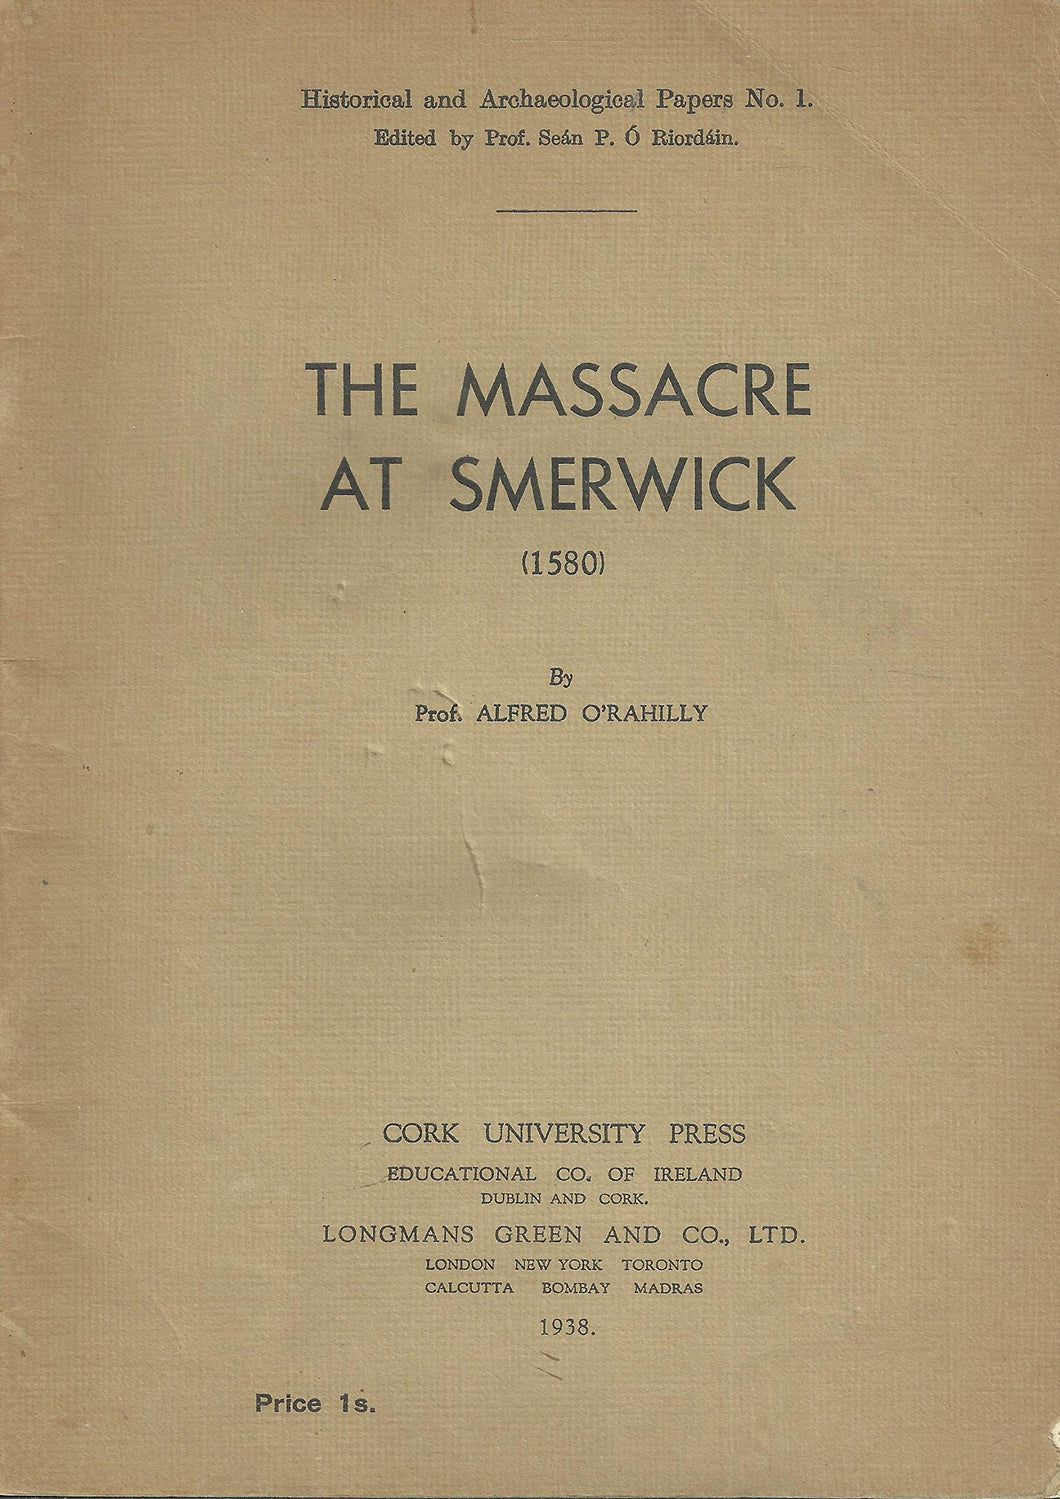 Historical and Archaeological Papers No. 1.
Edited by Prof. Seán P. Ó Riordáin.
THE MASSACRE
AT SMERWICK
(1580)
By
Prof. ALFRED O'RAHILLY
CORK UNIVERSITY PRESS
EDUCATIONAL CO. OF IRELAND
DUBLIN AND CORK.
LONGMANS GREEN AND CO., LTD.
LONDON NEW YORK TORONTO
CALCUTTA BOMBAY MADRAS
1938.
Price 1s.